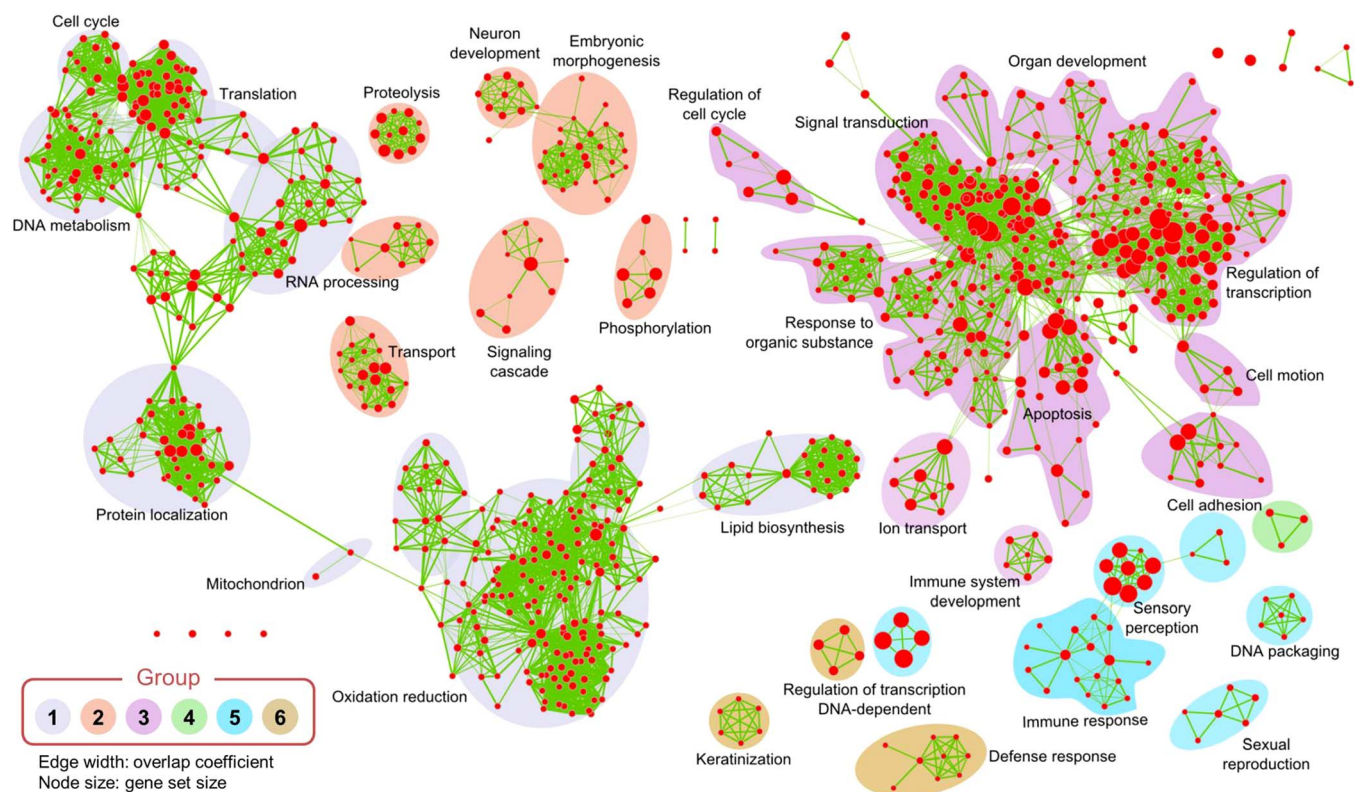 Cell cycle
Translation
DNA metabolism
RNA processing
Proteolysis
Neuron
development
Embryonic
morphogenesis
Transport
Signaling
cascade
Phosphorylation
Regulation of
cell cycle
Signal transduction
Organ development
Regulation of
transcription
Response to
organic substance
Cell motion
Apoptosis
Cell adhesion
Ion transport
Protein localization
Mitochondrion
Lipid biosynthesis
Oxidation reduction
Immune system
development
Sensory
perception
DNA packaging
Regulation of transcription
DNA-dependent
Immune response
Sexual
reproduction
Keratinization
Defense response
Group
1 2 3 4 5 6
Edge width: overlap coefficient
Node size: gene set size